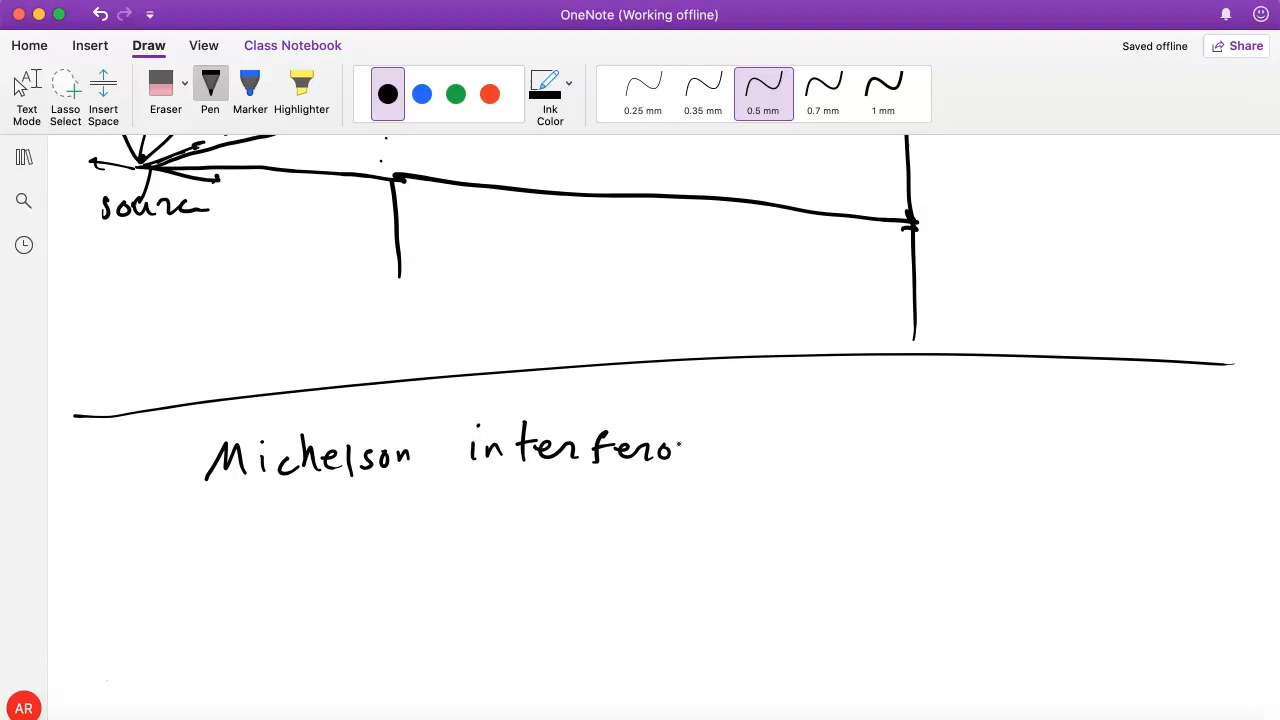 OneNote (Working offline)
Home Insert Draw View Class Notebook
Saved offline Share
Text Mode
Lasso Select
Insert Space
Eraser
Pen
Marker
Highlighter
Ink Color
0.25 mm
0.35 mm
0.5 mm
0.7 mm
1 mm
source
Michelson interfero
AR